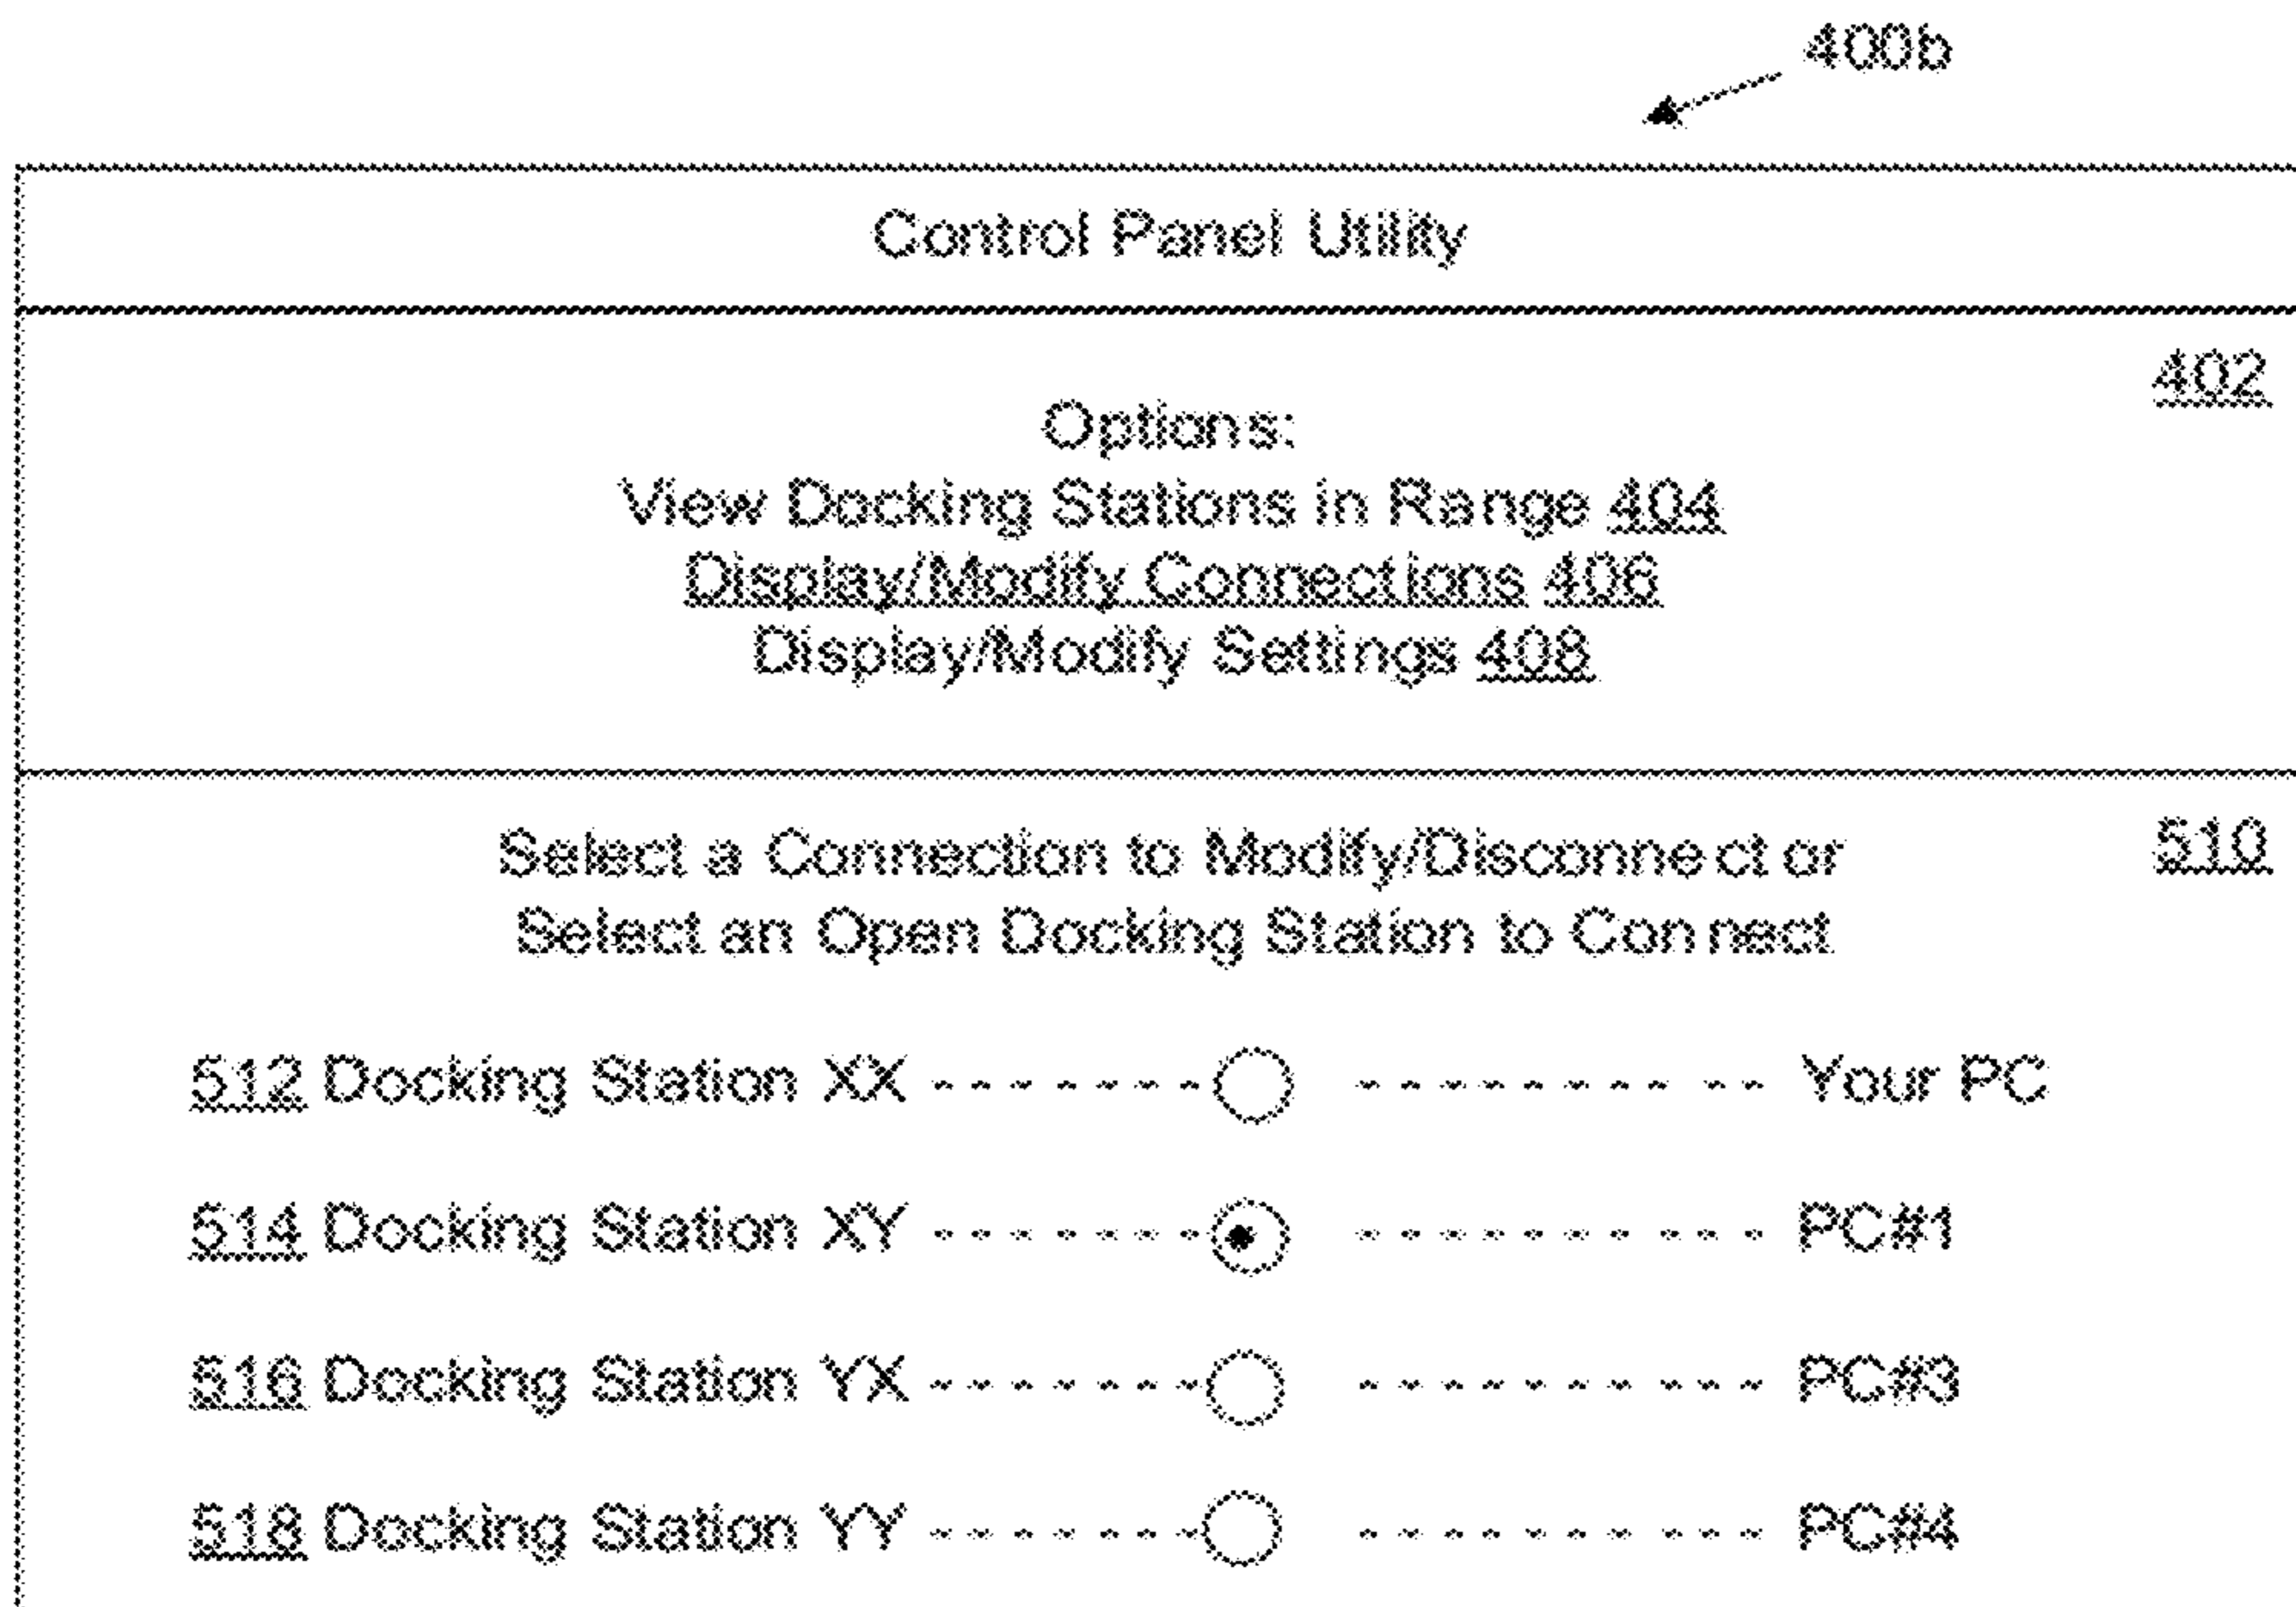 400b
Control Panel Utility
402
Options:
View Docking Stations in Range 404
Display/Modify Connections 406
Display/Modify Settings 408
510
Select a Connection to Modify/Disconnect or
Select an Open Docking Station to Connect
512 Docking Station XX Your PC
514 Docking Station XY PC#1
516 Docking Station YX PC#3
518 Docking Station YY PC#4